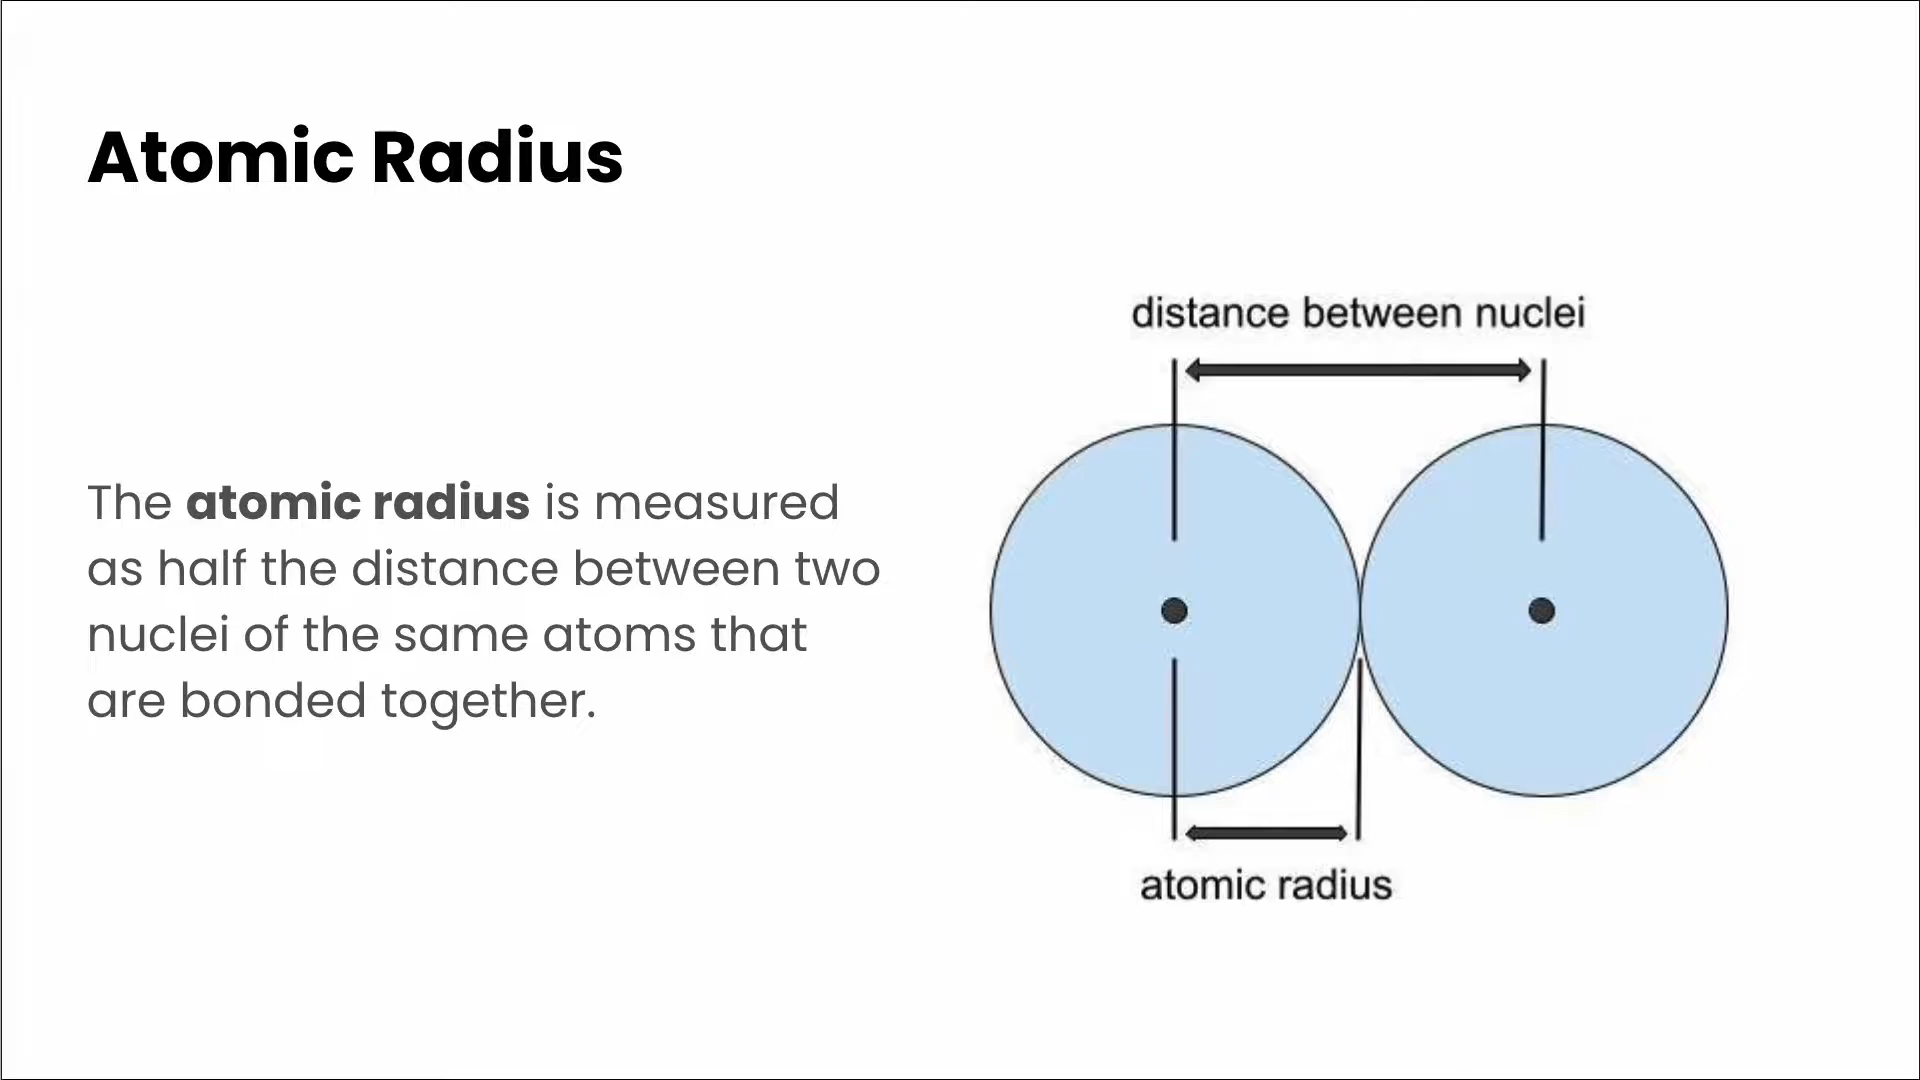 Atomic Radius
The atomic radius is measured
as half the distance between two
nuclei of the same atoms that
are bonded together.
distance between nuclei
atomic radius